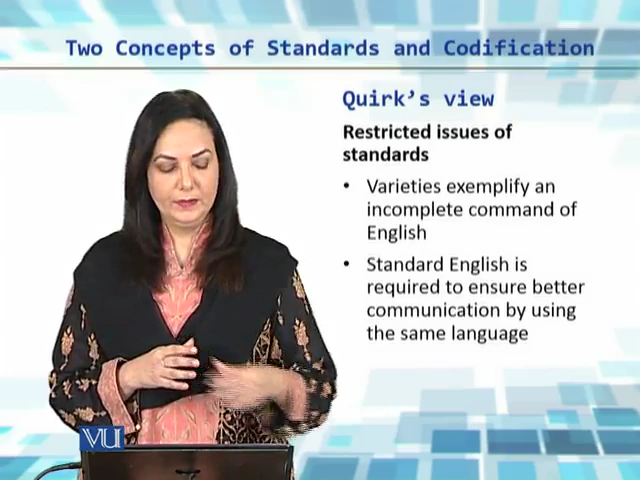 Two Concepts of Standards and Codification
Quirk's view
Restricted issues of
standards
• Varieties exemplify an
incomplete command of
English
• Standard English is
required to ensure better
communication by using
the same language
VU